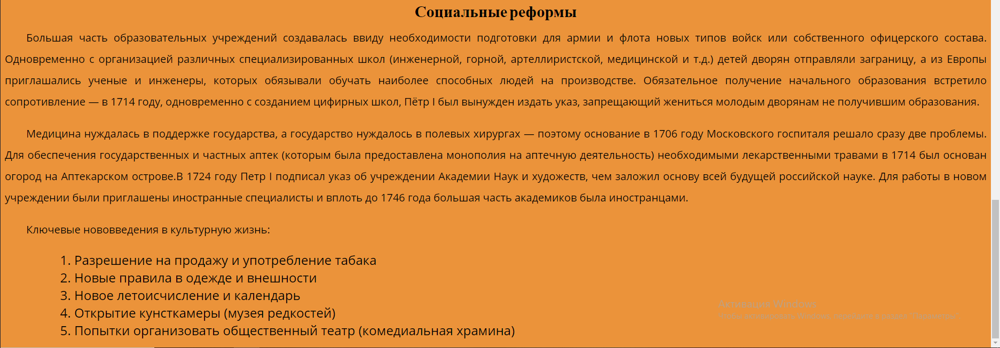 Социальные реформы
Большая часть образовательных учреждений создавалась ввиду необходимости подготовки для армии и флота новых типов войск или собственного офицерского состава.
Одновременно с организацией различных специализированных школ (инженерной, горной, артеллиристской, медицинской и т.д.) детей дворян отправляли заграницу, а из Европы
приглашались ученые и инженеры, которых обязывали обучать наиболее способных людей на производстве. Обязательное получение начального образования встретило
сопротивление — в 1714 году, одновременно с созданием цифирных школ, Пётр I был вынужден издать указ, запрещающий жениться молодым дворянам не получившим образования.
Медицина нуждалась в поддержке государства, а государство нуждалось в полевых хирургах — поэтому основание в 1706 году Московского госпиталя решало сразу две проблемы.
Для обеспечения государственных и частных аптек (которым была предоставлена монополия на аптечную деятельность) необходимыми лекарственными травами в 1714 был основан
огород на Аптекарском острове.В 1724 году Петр I подписал указ об учреждении Академии Наук и художеств, чем заложил основу всей будущей российской науке. Для работы в новом
учреждении были приглашены иностранные специалисты и вплоть до 1746 года большая часть академиков была иностранцами.
Ключевые нововведения в культурную жизнь:
1. Разрешение на продажу и употребление табака
2. Новые правила в одежде и внешности
3. Новое летоисчисление и календарь
4. Открытие кунсткамеры (музея редкостей)
5. Попытки организовать общественный театр (комедиальная храмина)
Активация Windows
Чтобы активировать Windows, перейдите в раздел "Параметры".